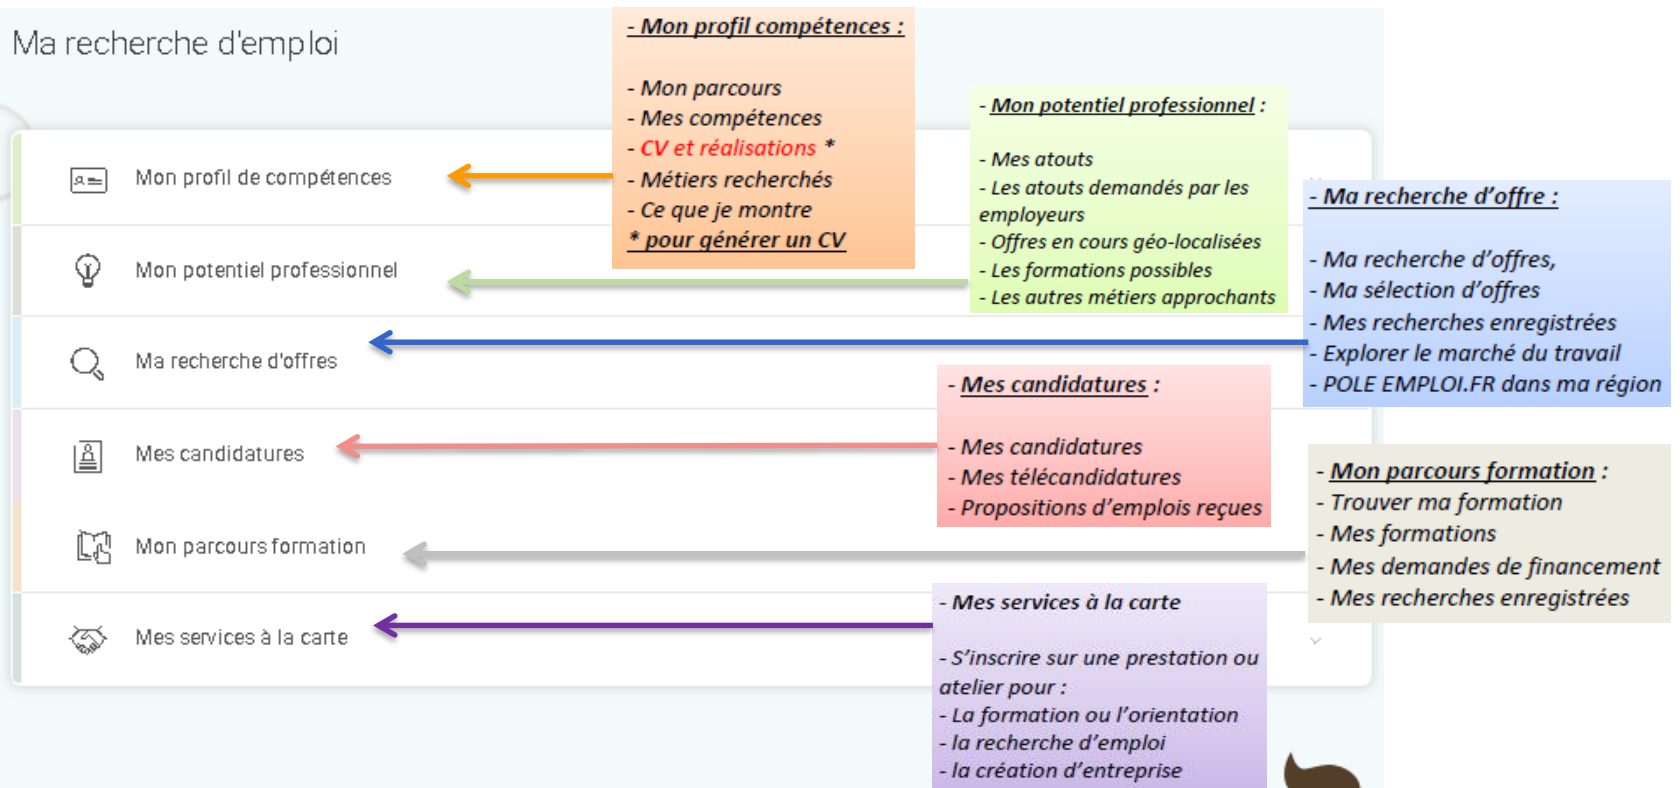 Ma recherche d'emploi
Mon profil de compétences
Mon potentiel professionnel
Ma recherche d'offres
Mes candidatures
Mon parcours formation
Mes services à la carte
- Mon profil compétences :
- Mon parcours
- Mes compétences
- CV et réalisations *
- Métiers recherchés
- Ce que je montre
* pour générer un CV
- Mon potentiel professionnel :
- Mes atouts
- Les atouts demandés par les
employeurs
- Offres en cours géo-localisées
- Les formations possibles
- Les autres métiers approchants
- Ma recherche d’offre :
- Ma recherche d’offres,
- Ma sélection d’offres
- Mes recherches enregistrées
- Explorer le marché du travail
- POLE EMPLOI.FR dans ma région
- Mes candidatures :
- Mes candidatures
- Mes télécandidatures
- Propositions d’emplois reçues
- Mon parcours formation :
- Trouver ma formation
- Mes formations
- Mes demandes de financement
- Mes recherches enregistrées
- Mes services à la carte
- S’inscrire sur une prestation ou
atelier pour :
- La formation ou l’orientation
- la recherche d’emploi
- la création d’entreprise